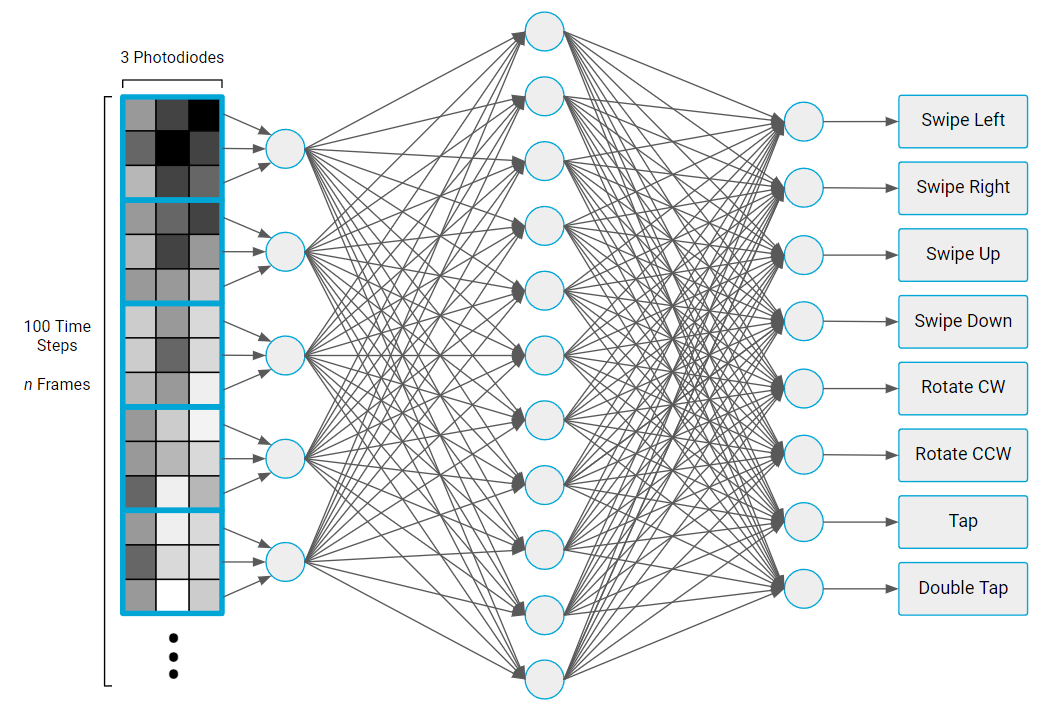 3 Photodiodes
100 Time
Steps
n Frames
Swipe Left
Swipe Right
Swipe Up
Swipe Down
Rotate CW
Rotate CCW
Tap
Double Tap